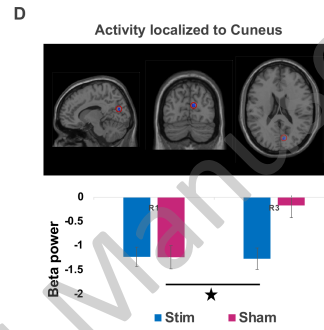 D
Activity localized to Cuneus
Beta power
0
-0.5
-1
-1.5
-2
R1
R3
Stim
Sham